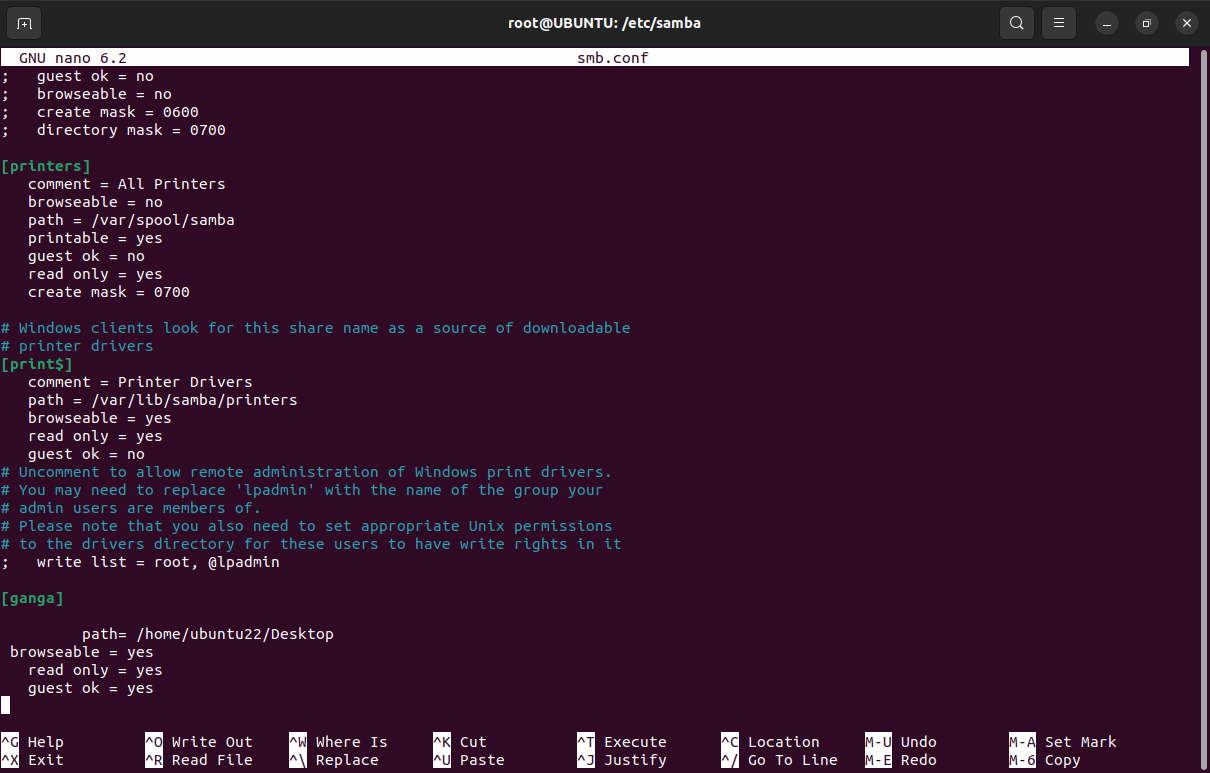 root@UBUNTU: /etc/samba
GNU nano 6.2 smb.conf
;   guest ok = no
;   browseable = no
;   create mask = 0600
;   directory mask = 0700
[printers]
   comment = All Printers
   browseable = no
   path = /var/spool/samba
   printable = yes
   guest ok = no
   read only = yes
   create mask = 0700
# Windows clients look for this share name as a source of downloadable
# printer drivers
[print$]
   comment = Printer Drivers
   path = /var/lib/samba/printers
   browseable = yes
   read only = yes
   guest ok = no
# Uncomment to allow remote administration of Windows print drivers.
# You may need to replace 'lpadmin' with the name of the group your
# admin users are members of.
# Please note that you also need to set appropriate Unix permissions
# to the drivers directory for these users to have write rights in it
;   write list = root, @lpadmin
[ganga]
         path= /home/ubuntu22/Desktop
 browseable = yes
   read only = yes
   guest ok = yes
^G Help ^O Write Out ^W Where Is ^K Cut ^T Execute ^C Location M-U Undo M-A Set Mark
^X Exit ^R Read File ^\ Replace ^U Paste ^J Justify ^/ Go To Line M-E Redo M-6 Copy